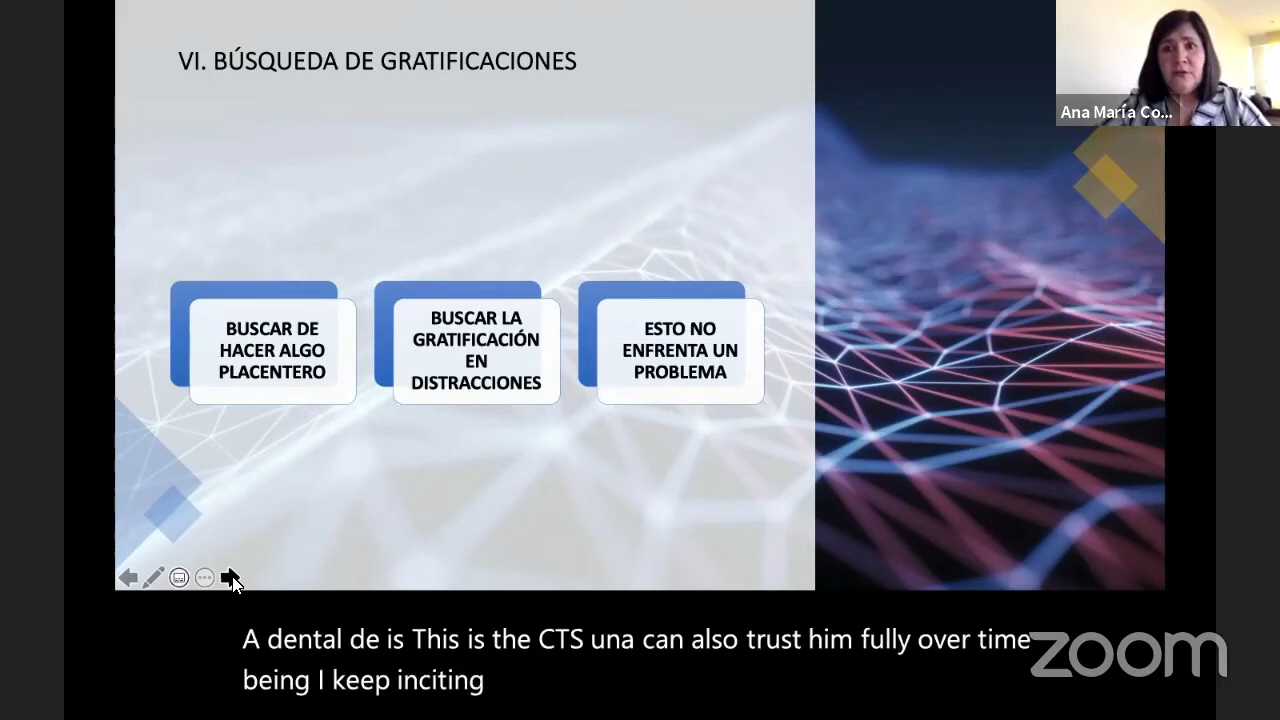 VI. BÚSQUEDA DE GRATIFICACIONES
Ana María Co...
BUSCAR DE
HACER ALGO
PLACENTERO
BUSCAR LA
GRATIFICACIÓN
EN
DISTRACCIONES
ESTO NO
ENFRENTA UN
PROBLEMA
A dental de is This is the CTS una can also trust him fully over time
being I keep inciting
zoom